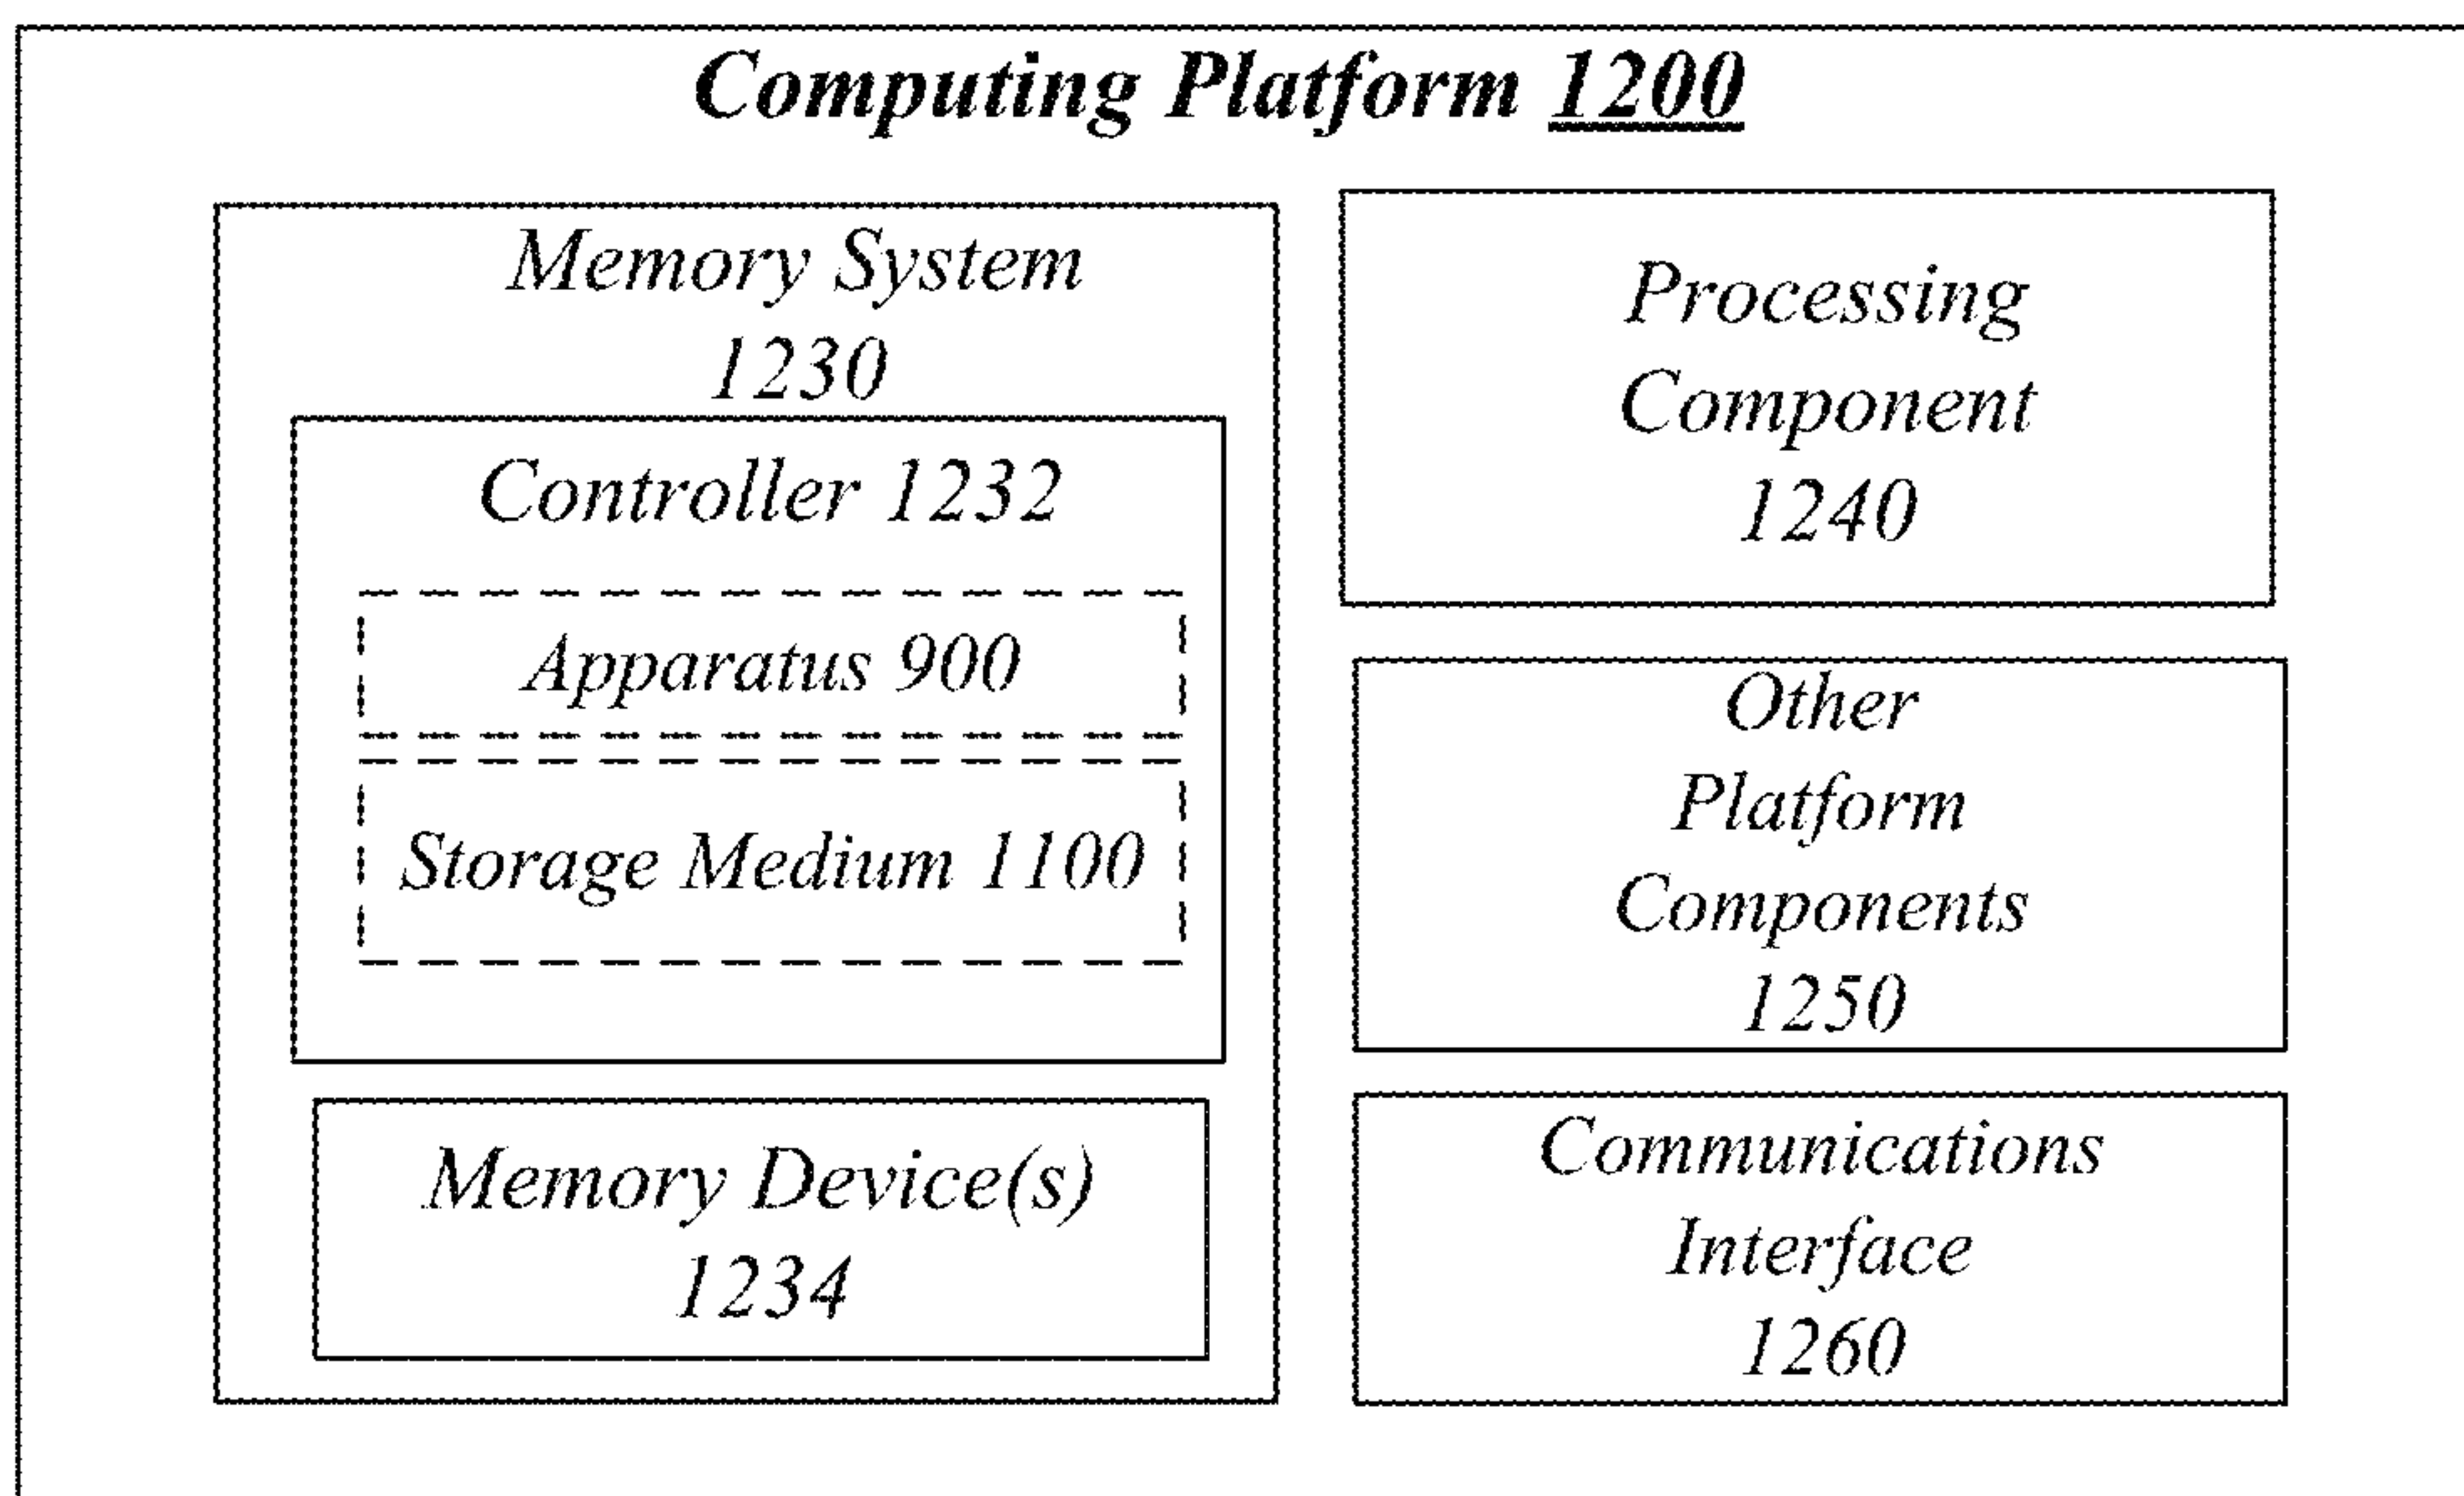 Computing Platform 1200
Memory System
1230
Controller 1232
Apparatus 900
Storage Medium 1100
Memory Device(s)
1234
Processing
Component
1240
Other
Platform
Components
1250
Communications
Interface
1260